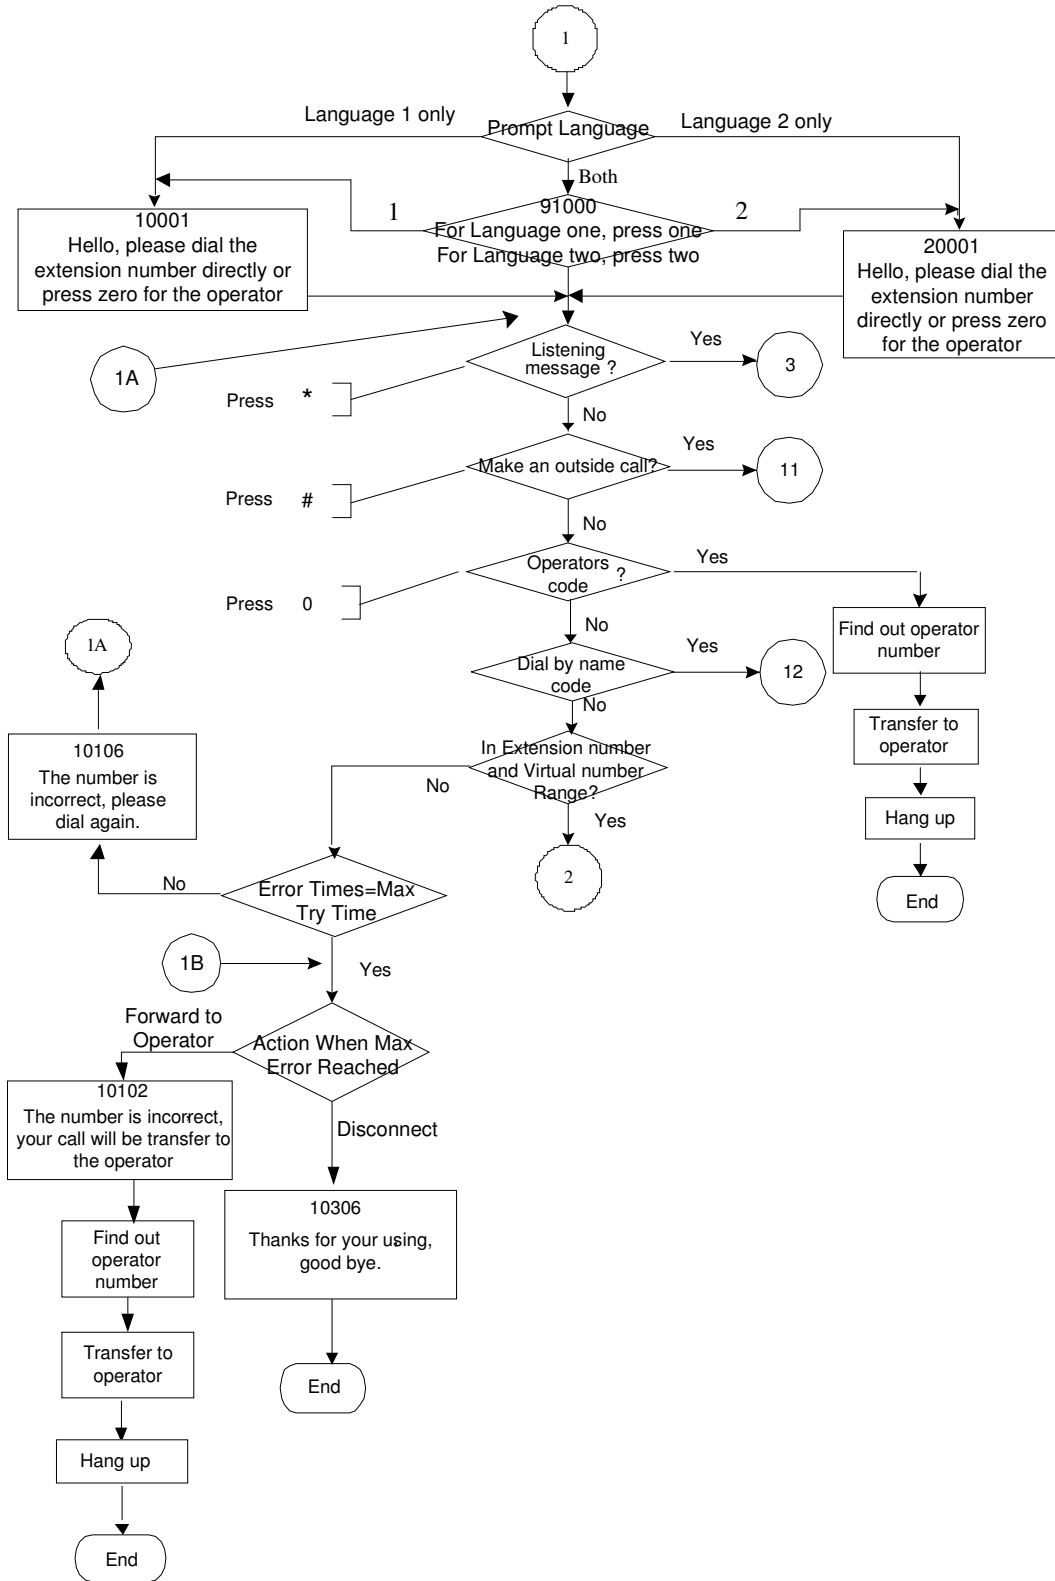 1
Prompt Language
Language 1 only
Language 2 only
Both
91000
For Language one, press one
For Language two, press two
1
2
10001
Hello, please dial the
extension number directly or
press zero for the operator
20001
Hello, please dial the
extension number
directly or press zero
for the operator
1A
Listening
message ?
Yes
3
Press *
No
Make an outside call?
Yes
11
Press #
No
Operators
code ?
Yes
Press 0
No
Find out operator
number
Transfer to
operator
Hang up
End
Dial by name
code
Yes
12
No
In Extension number
and Virtual number
Range?
No
Yes
2
1A
10106
The number is
incorrect, please
dial again.
No
Error Times=Max
Try Time
1B
Yes
Action When Max
Error Reached
Forward to
Operator
10102
The number is incorrect,
your call will be transfer to
the operator
Find out
operator
number
Transfer to
operator
Hang up
End
Disconnect
10306
Thanks for your using,
good bye.
End